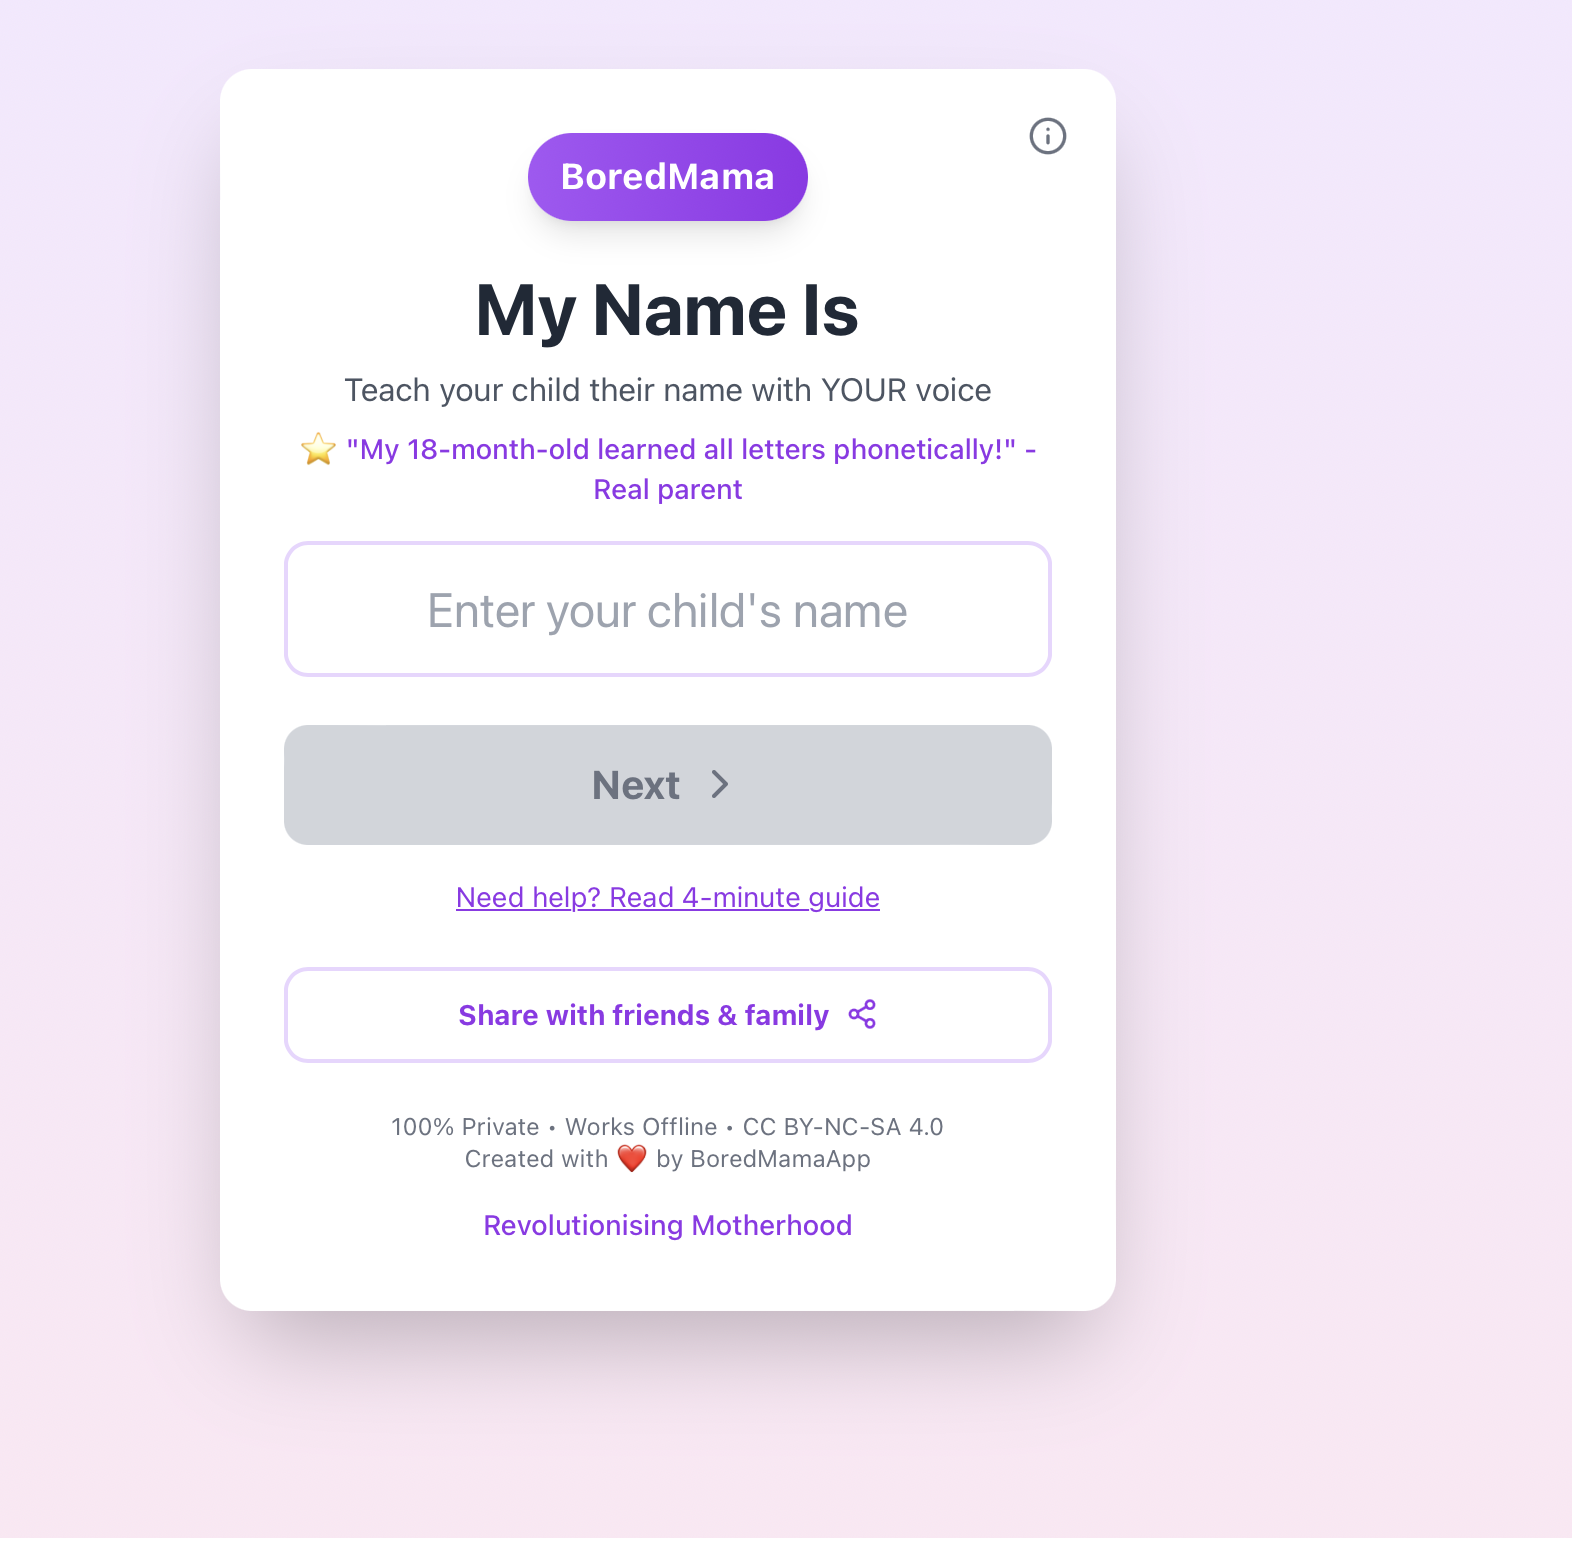 BoredMama
My Name Is
Teach your child their name with YOUR voice
⭐ "My 18-month-old learned all letters phonetically!" -
Real parent
Enter your child's name
Next
Need help? Read 4-minute guide
Share with friends & family
100% Private • Works Offline • CC BY-NC-SA 4.0
Created with ❤️ by BoredMamaApp
Revolutionising Motherhood